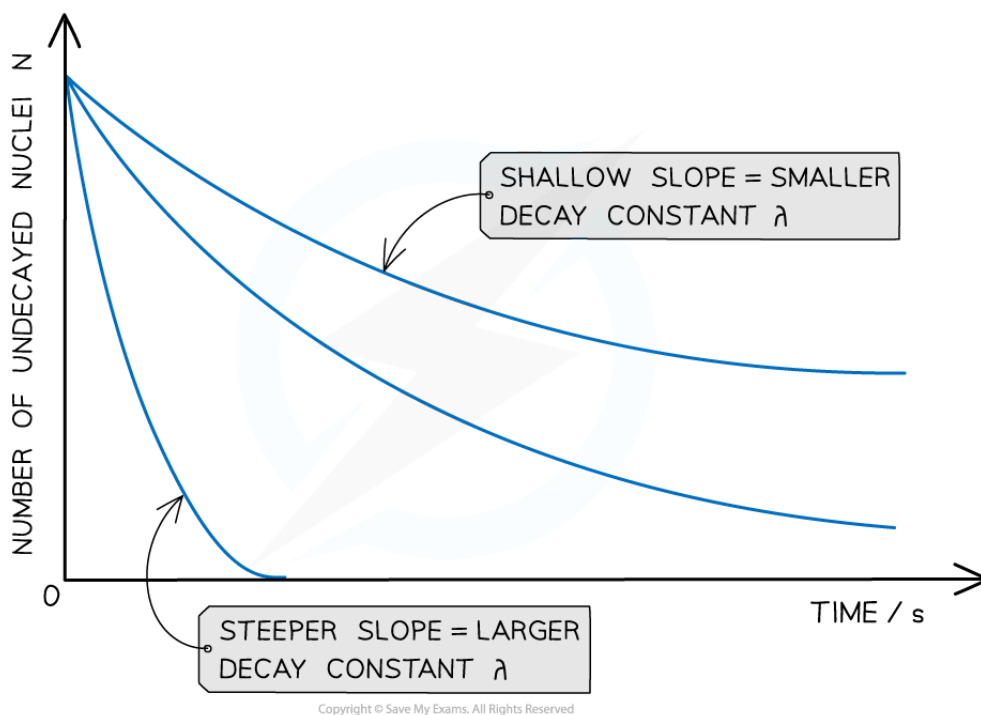 NUMBER OF UNDECAYED NUCLEI N
SHALLOW SLOPE = SMALLER
DECAY CONSTANT λ
0
TIME / s
STEEPER SLOPE = LARGER
DECAY CONSTANT λ
Copyright © Save My Exams. All Rights Reserved